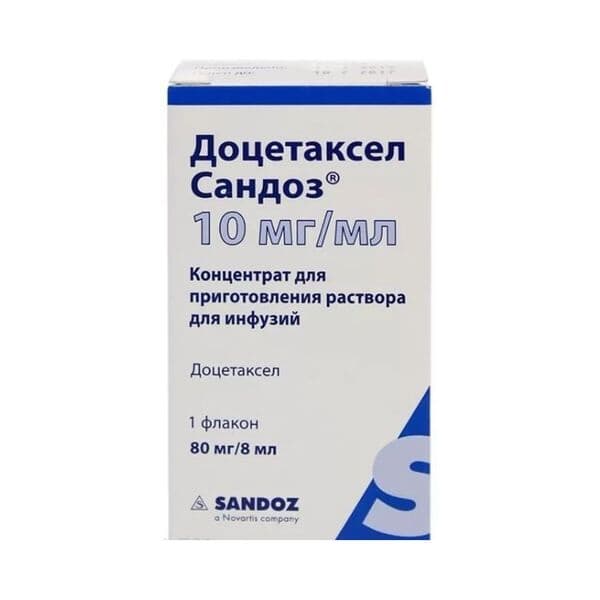 Доцетаксел
Сандоз®
10 мг/мл
Концентрат для
приготовления раствора
для инфузий
Доцетаксел
1 флакон
80 мг/8 мл
SANDOZ
a Novartis company